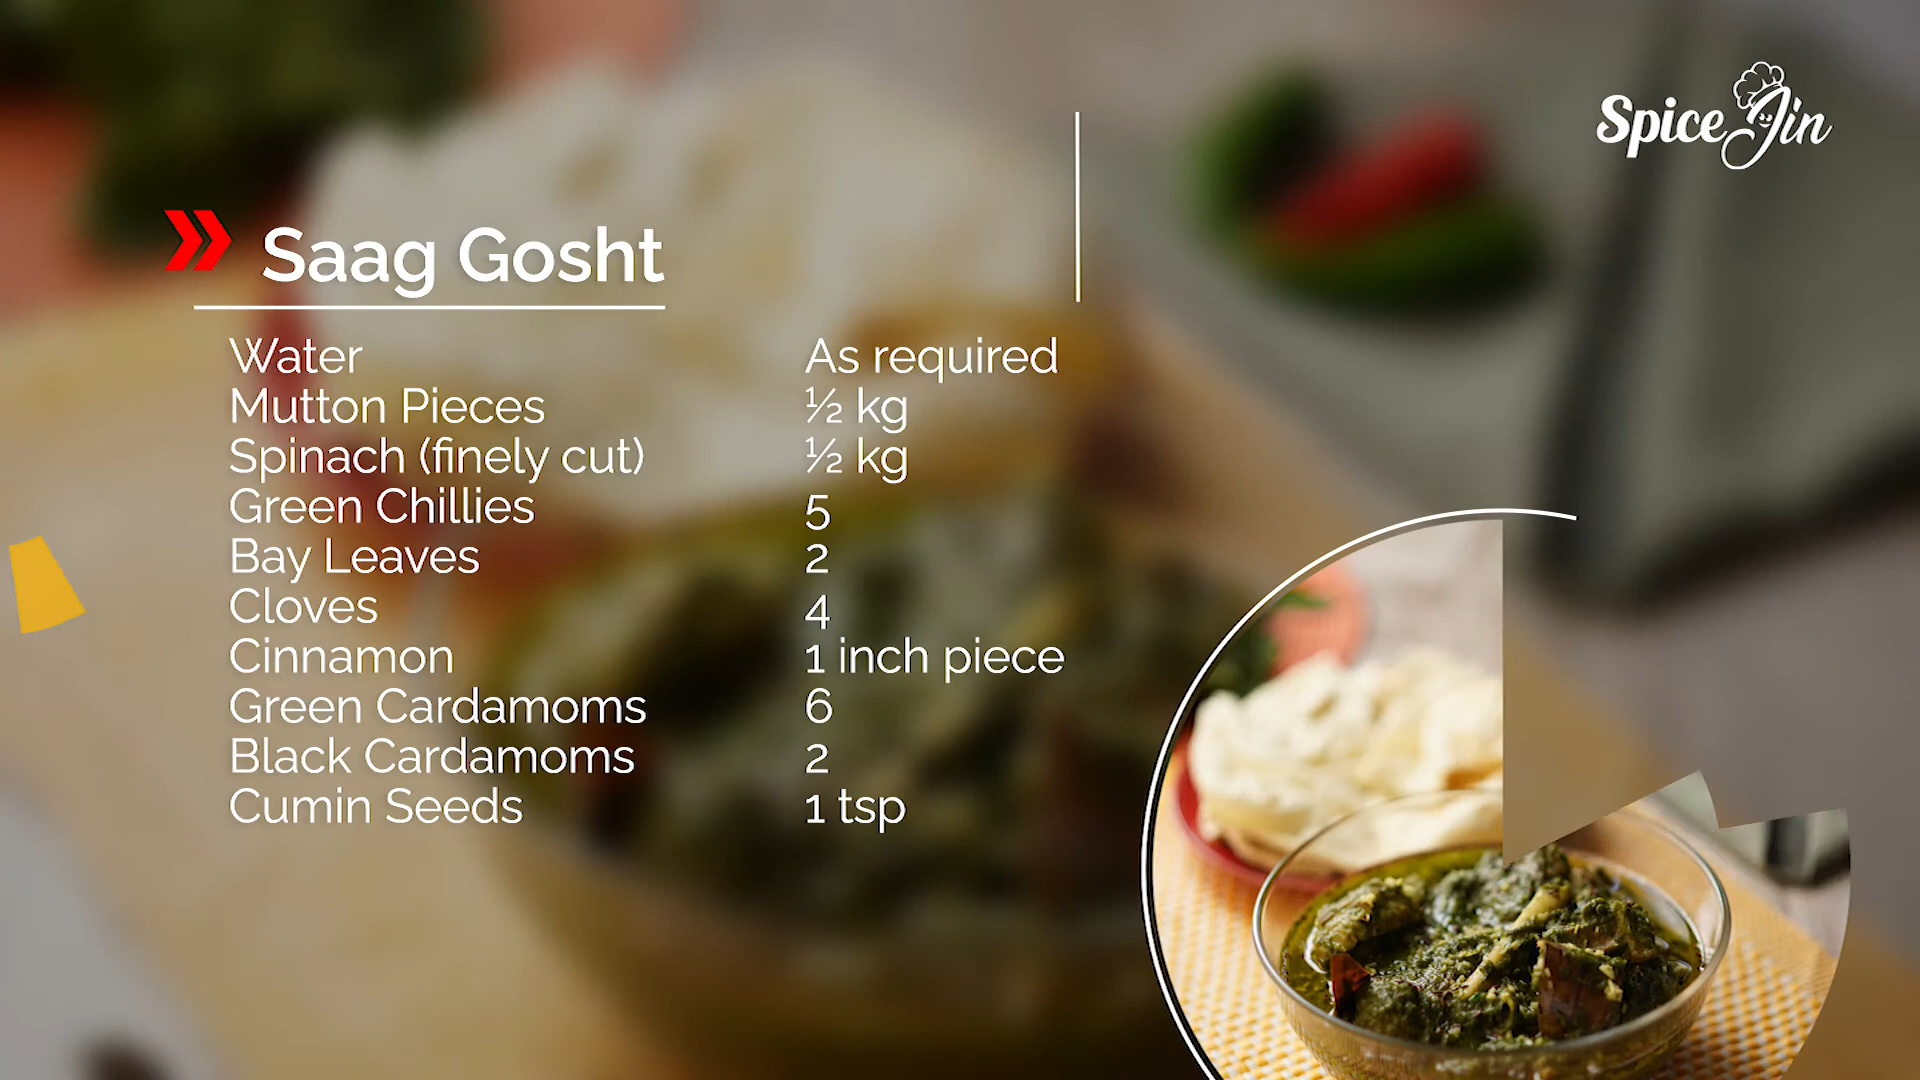 Spice Jin
Saag Gosht
Water As required
Mutton Pieces ½ kg
Spinach (finely cut) ½ kg
Green Chillies 5
Bay Leaves 2
Cloves 4
Cinnamon 1 inch piece
Green Cardamoms 6
Black Cardamoms 2
Cumin Seeds 1 tsp